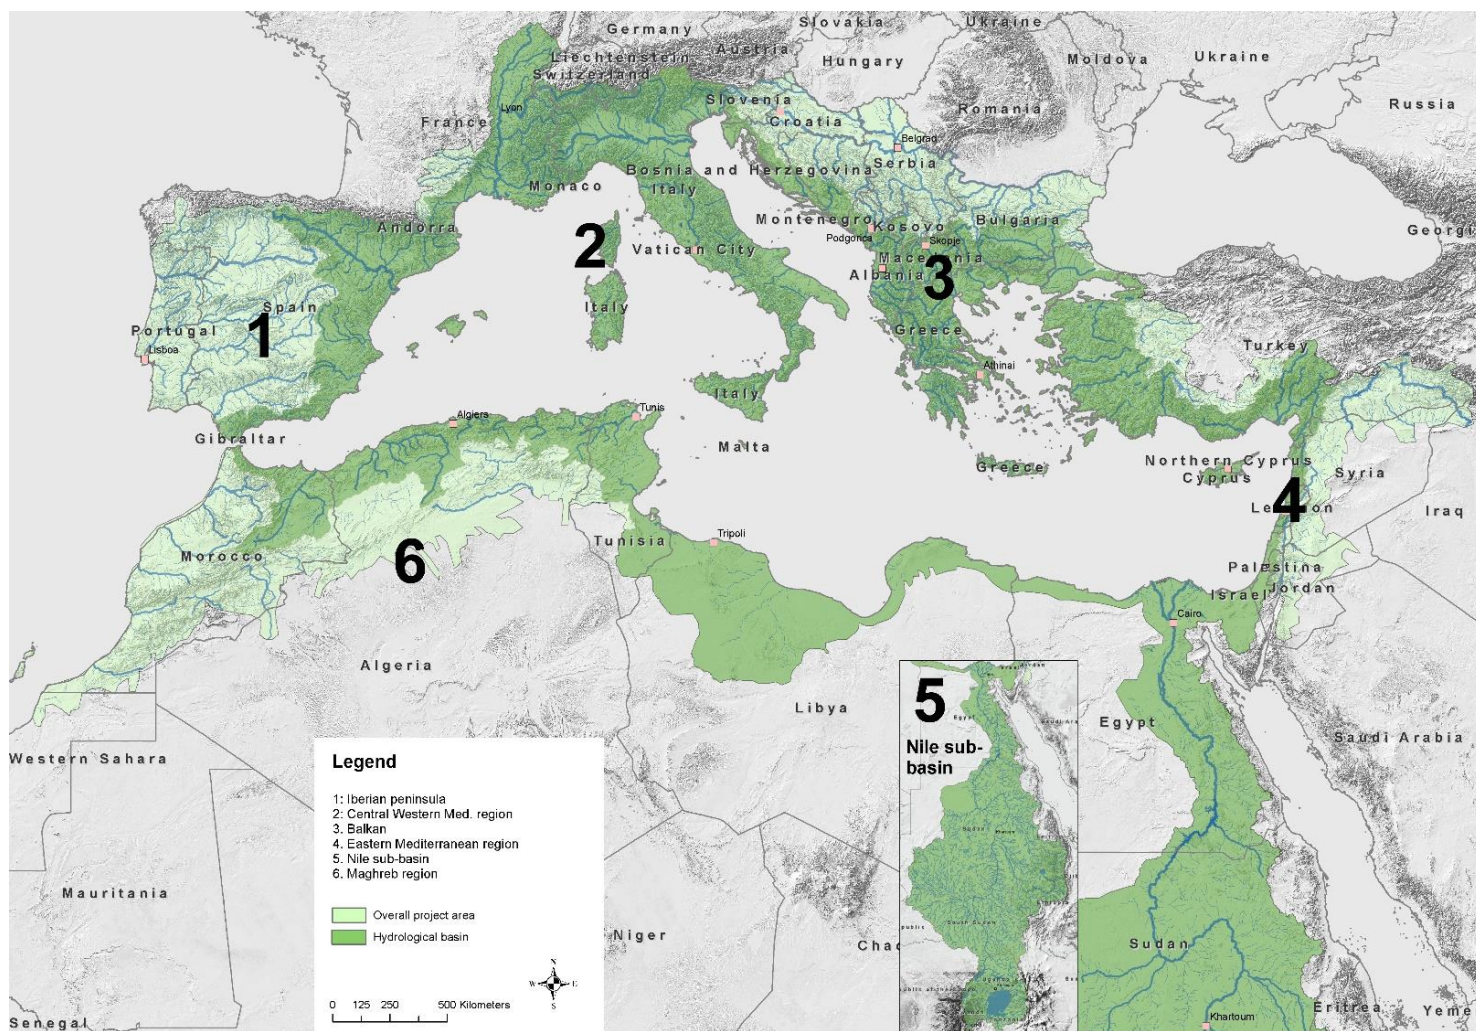 Slovakia
Ukraine
Germany
Austria
Liechtenstein
Hungary
Moldova
Ukraine
Switzerland
Slovenia
Romania
Russia
Lyon
France
Croatia
Belgrad
Serbia
Bosnia and Herzegovina
Monaco
Italy
Andorra
Montenegro
Kosovo
Bulgaria
Georgi
2
Vatican City
Podgorica
Skopje
Macedonia
3
Albania
Italy
Spain
1
Portugal
Greece
Turkey
Lisboa
Athinai
Italy
Algiers
Tunis
Gibraltar
Malta
Greece
Northern Cyprus
Cyprus
Syria
4
Iraq
Tripoli
Tunisia
Morocco
6
Palestina
Israel
Jordan
Cairo
Algeria
5
Nile sub-
basin
Egypt
Libya
Egypt
Saudi Arabia
Western Sahara
Legend
1: Iberian peninsula
2: Central Western Med. region
3. Balkan
4. Eastern Mediterranean region
5. Nile sub-basin
6. Maghreb region
Overall project area
Hydrological basin
N
W E
S
0 125 250 500 Kilometers
Mauritania
Sudan
South Sudan
Niger
Chad
Sudan
Senegal
Khartoum
Eritrea
Yeme